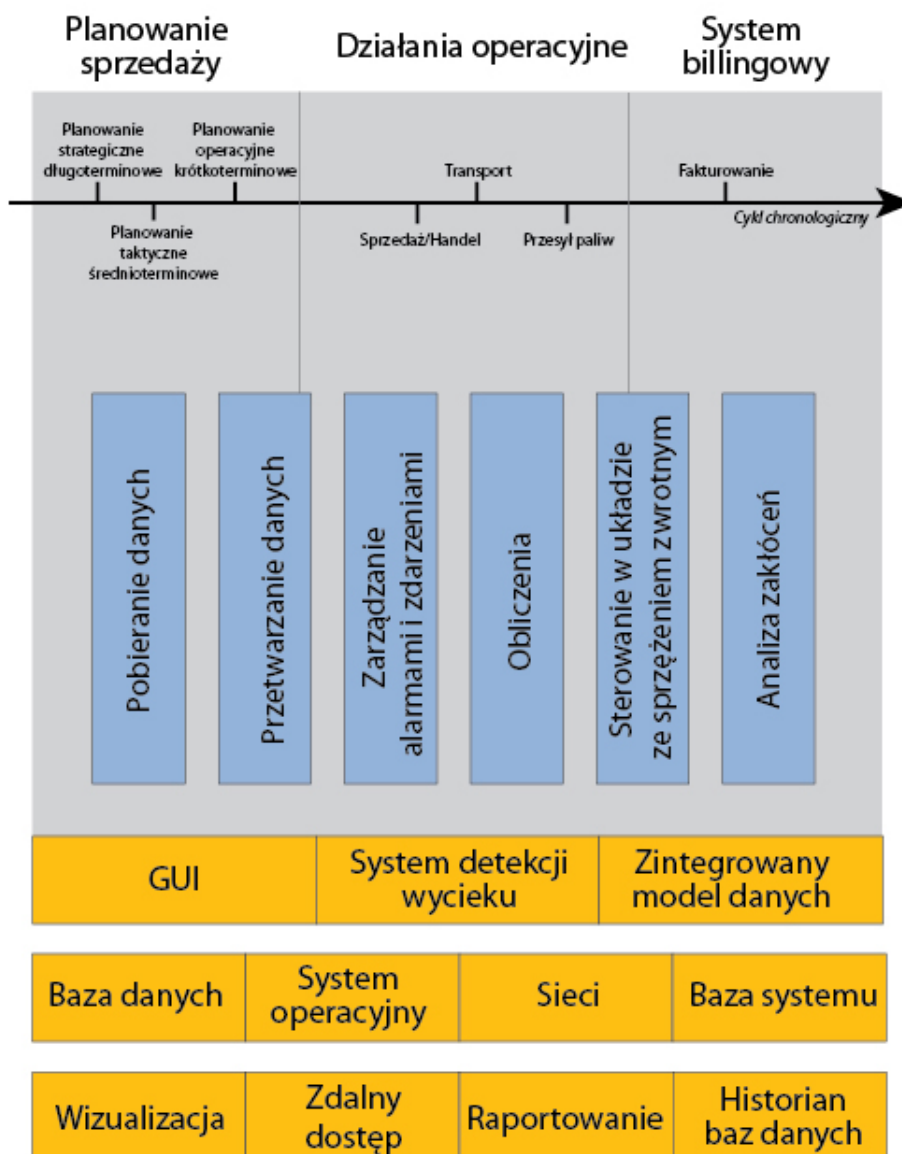 Planowanie
sprzedaży
Działania operacyjne
System
billingowy
Planowanie
strategiczne
długoterminowe
Planowanie
operacyjne
krótkoterminowe
Transport
Fakturowanie
Cykl chronologiczny
Planowanie
taktyczne
średnioterminowe
Sprzedaż/Handel
Przesył paliw
Pobieranie danych
Przetwarzanie danych
Zarządzanie
alarmami i zdarzeniami
Obliczenia
Sterowanie w układzie
ze sprzężeniem zwrotnym
Analiza zakłóceń
GUI
System detekcji
wycieku
Zintegrowany
model danych
Baza danych
System
operacyjny
Sieci
Baza systemu
Wizualizacja
Zdalny
dostęp
Raportowanie
Historian
baz danych